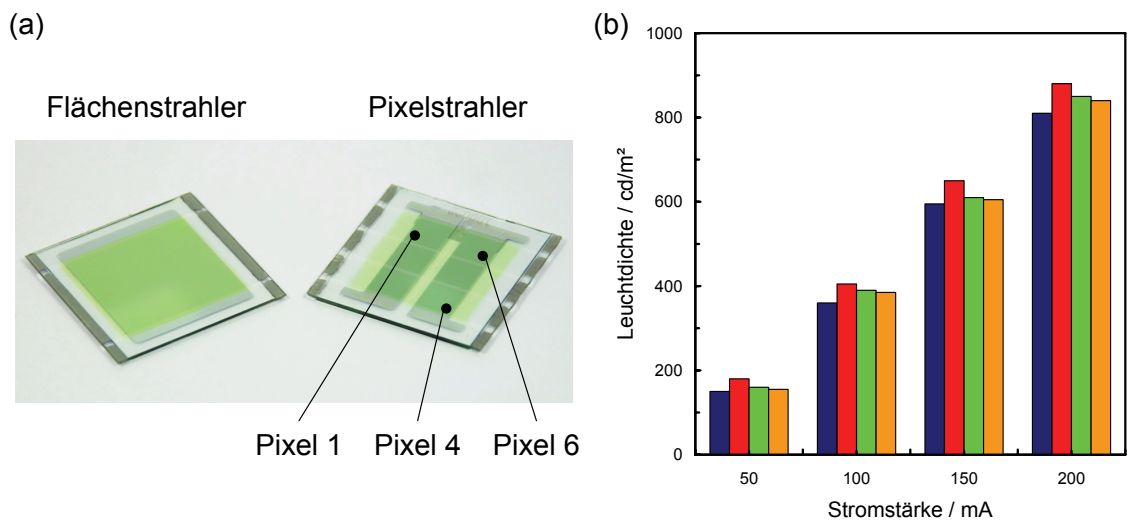 (a)
Flächenstrahler Pixelstrahler
Pixel 1 Pixel 4 Pixel 6
(b)
Leuchtdichte / cd/m²
1000
800
600
400
200
0
50 100 150 200
Stromstärke / mA